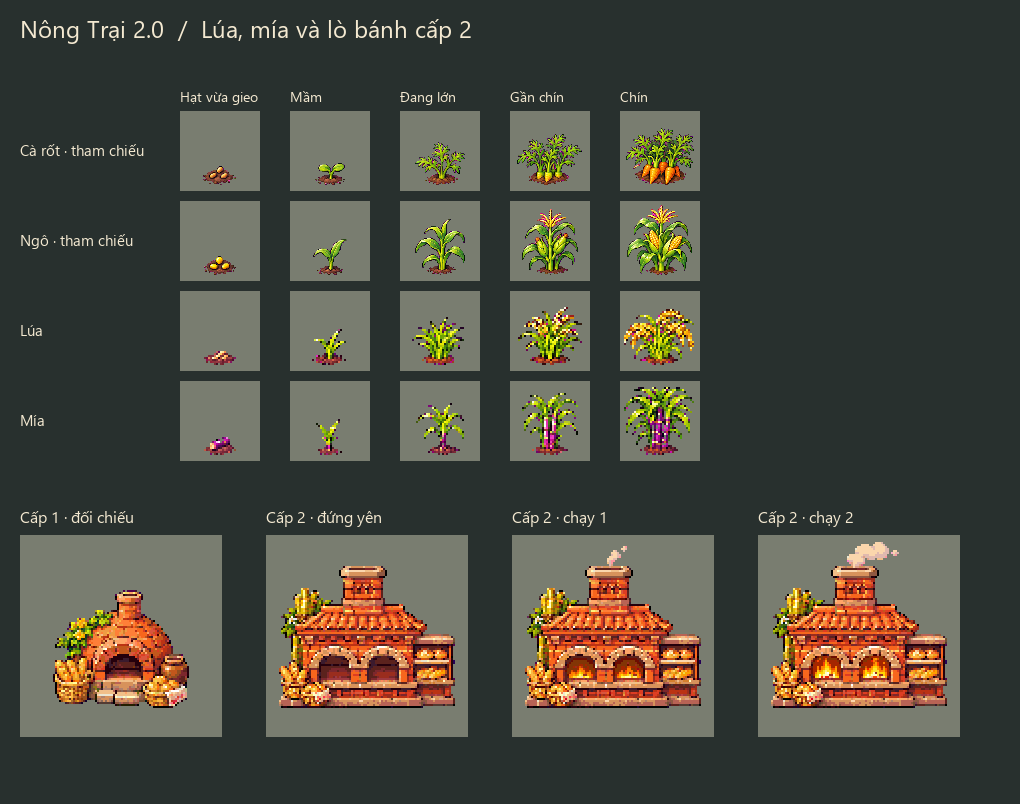 Nông Trại 2.0 / Lúa, mía và lò bánh cấp 2
Hạt vừa gieo Mầm Đang lớn Gần chín Chín
Cà rốt · tham chiếu
Ngô · tham chiếu
Lúa
Mía
Cấp 1 · đối chiếu Cấp 2 · đứng yên Cấp 2 · chạy 1 Cấp 2 · chạy 2